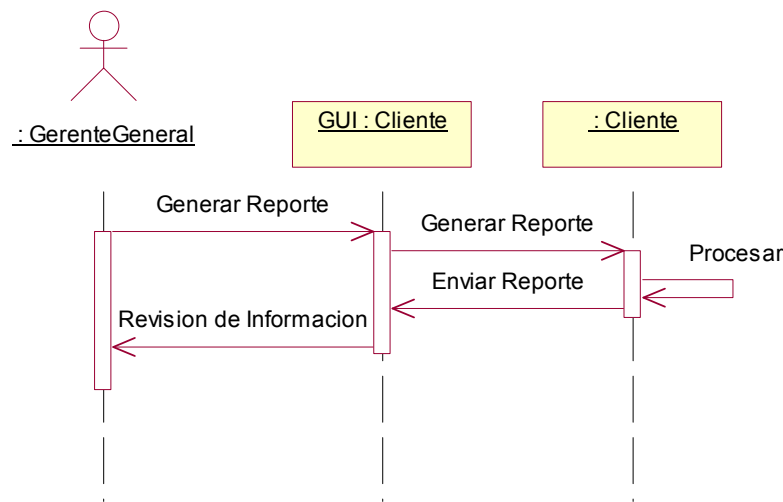 : GerenteGeneral
GUI : Cliente
: Cliente
Generar Reporte
Generar Reporte
Procesar
Enviar Reporte
Revision de Informacion